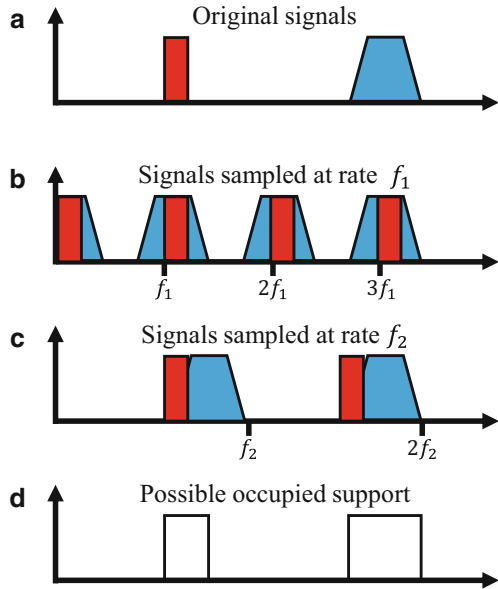 a
Original signals
b
Signals sampled at rate f₁
f₁ 2f₁ 3f₁
c
Signals sampled at rate f₂
f₂ 2f₂
d
Possible occupied support